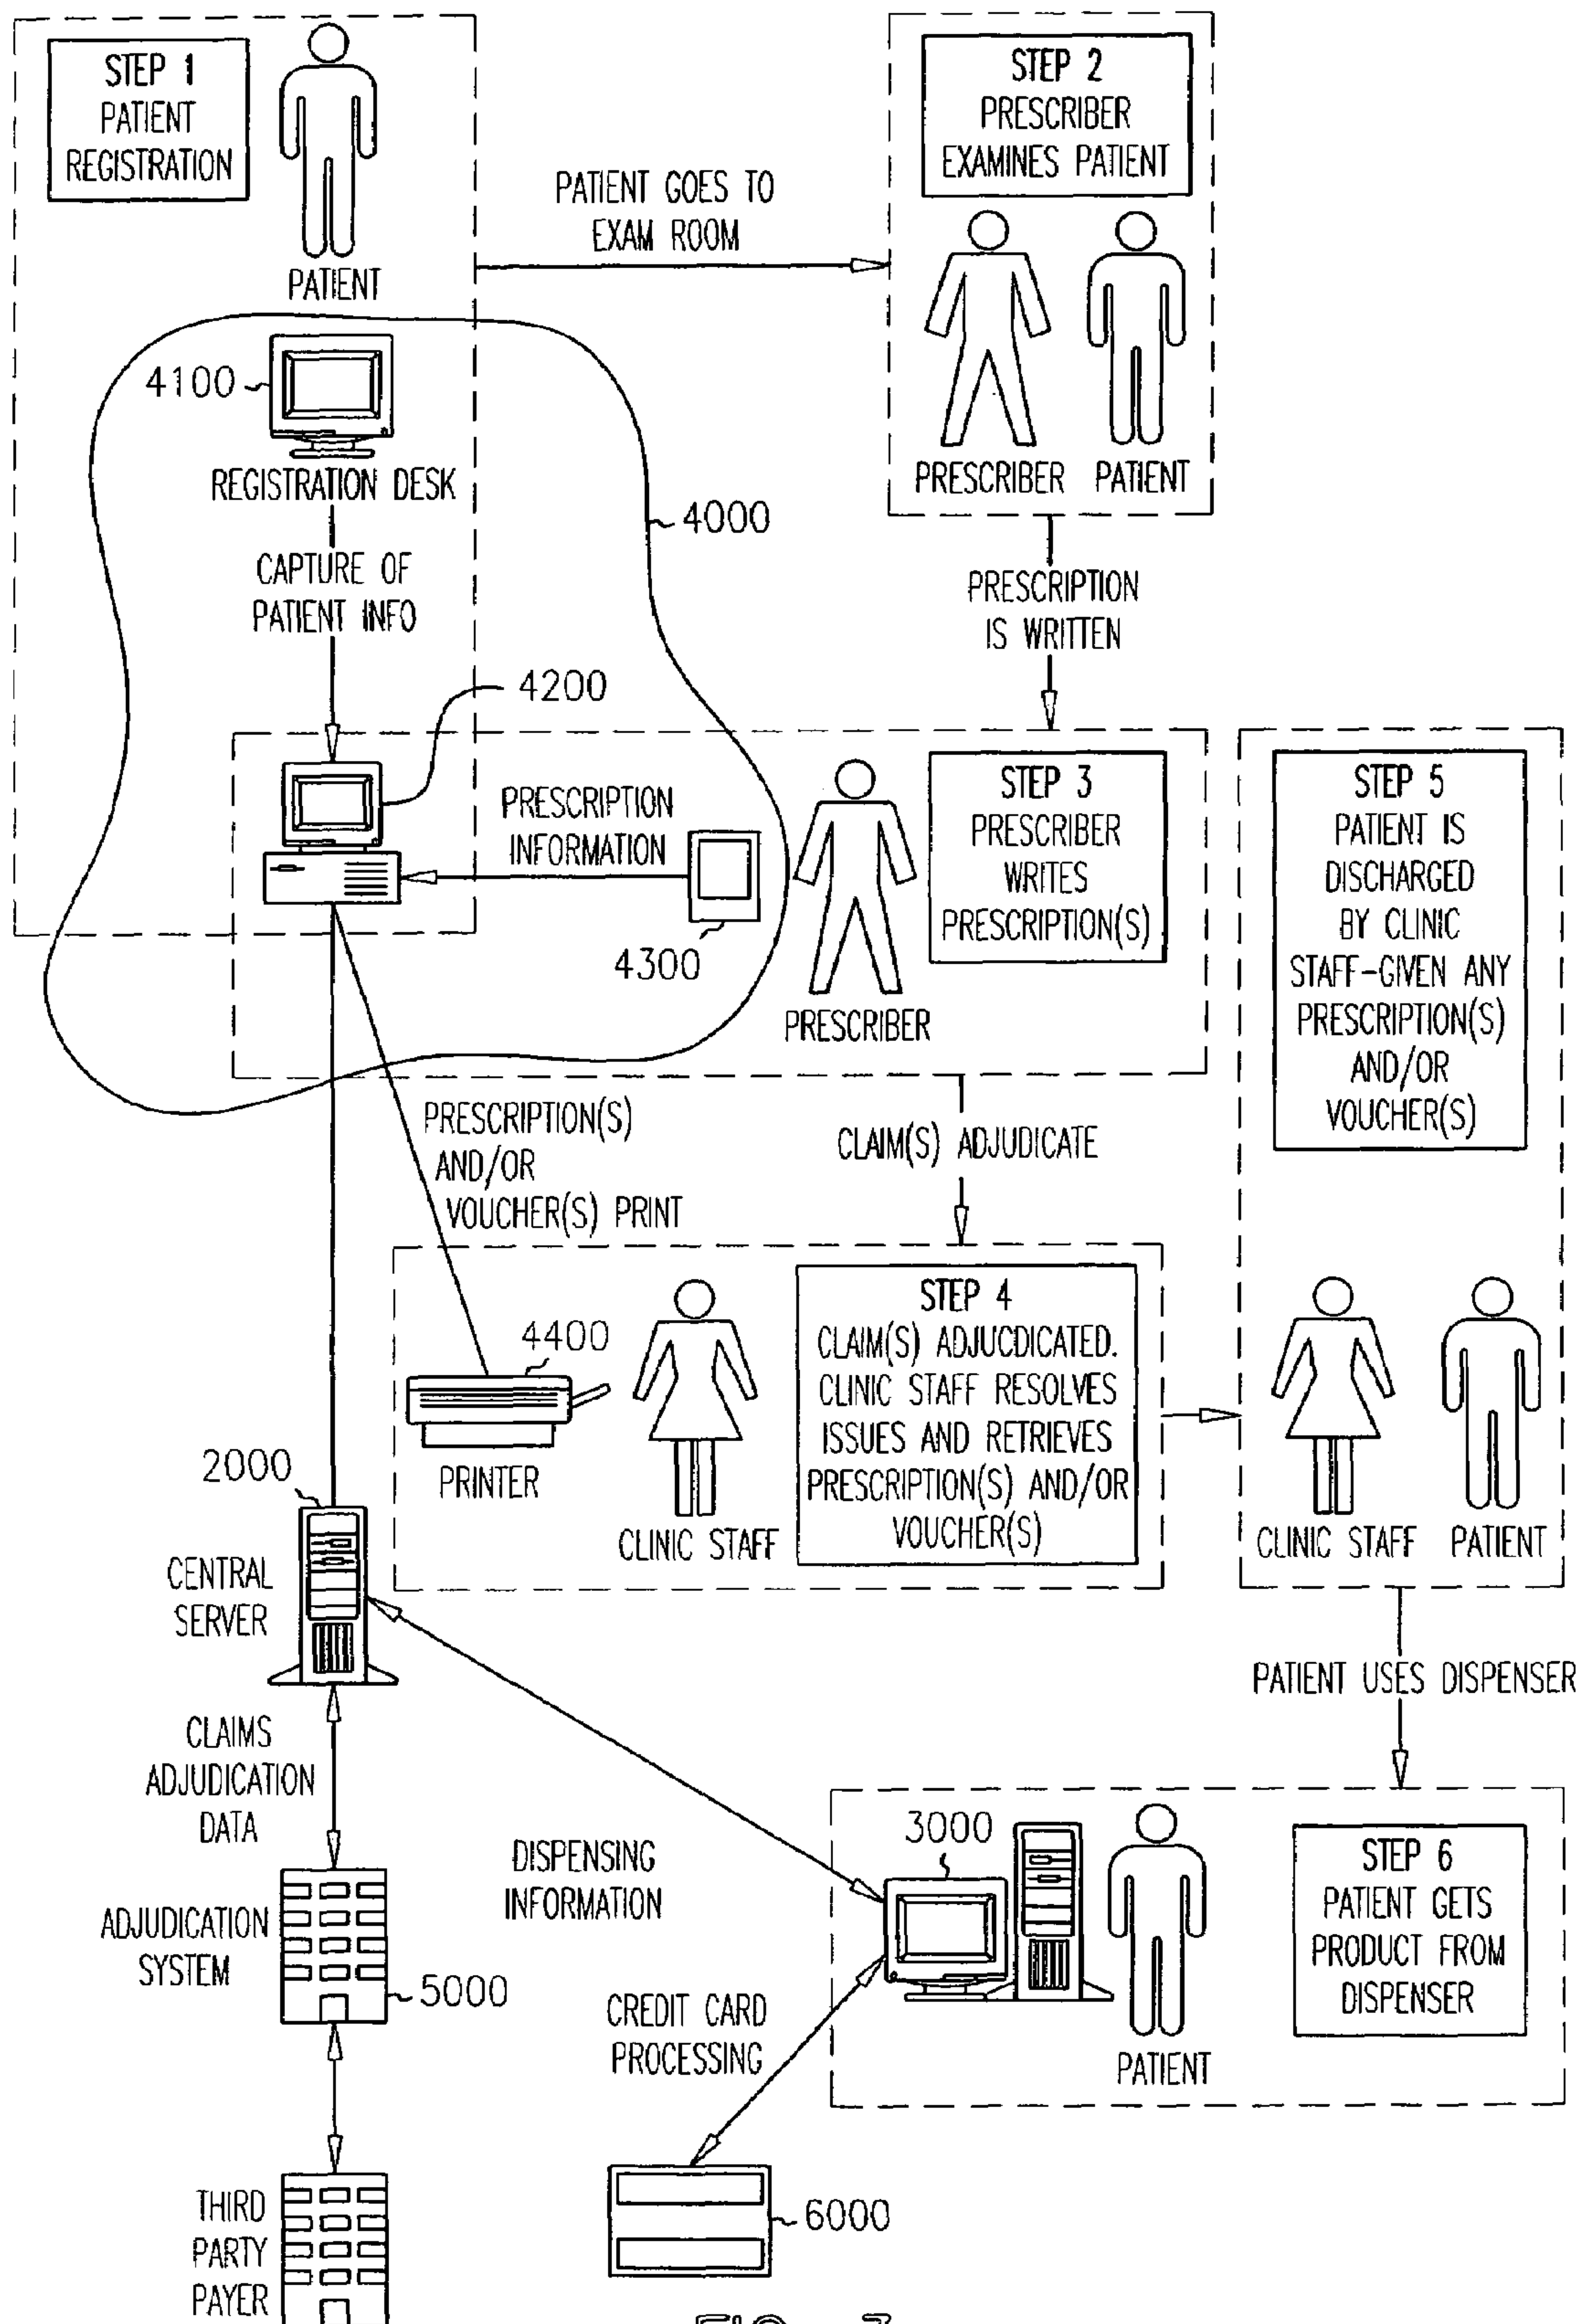 STEP 1
PATIENT
REGISTRATION
PATIENT
PATIENT GOES TO
EXAM ROOM
STEP 2
PRESCRIBER
EXAMINES PATIENT
PRESCRIBER
PATIENT
4100
REGISTRATION DESK
4000
CAPTURE OF
PATIENT INFO
PRESCRIPTION
IS WRITTEN
4200
PRESCRIPTION
INFORMATION
4300
PRESCRIBER
STEP 3
PRESCRIBER
WRITES
PRESCRIPTION(S)
STEP 5
PATIENT IS
DISCHARGED
BY CLINIC
STAFF-GIVEN ANY
PRESCRIPTION(S)
AND/OR
VOUCHER(S)
PRESCRIPTION(S)
AND/OR
VOUCHER(S) PRINT
CLAIM(S) ADJUDICATE
4400
PRINTER
CLINIC STAFF
STEP 4
CLAIM(S) ADJUCDICATED.
CLINIC STAFF RESOLVES
ISSUES AND RETRIEVES
PRESCRIPTION(S) AND/OR
VOUCHER(S)
CLINIC STAFF
PATIENT
2000
CENTRAL
SERVER
PATIENT USES DISPENSER
CLAIMS
ADJUDICATION
DATA
DISPENSING
INFORMATION
3000
PATIENT
STEP 6
PATIENT GETS
PRODUCT FROM
DISPENSER
ADJUDICATION
SYSTEM
5000
CREDIT CARD
PROCESSING
6000
THIRD
PARTY
PAYER